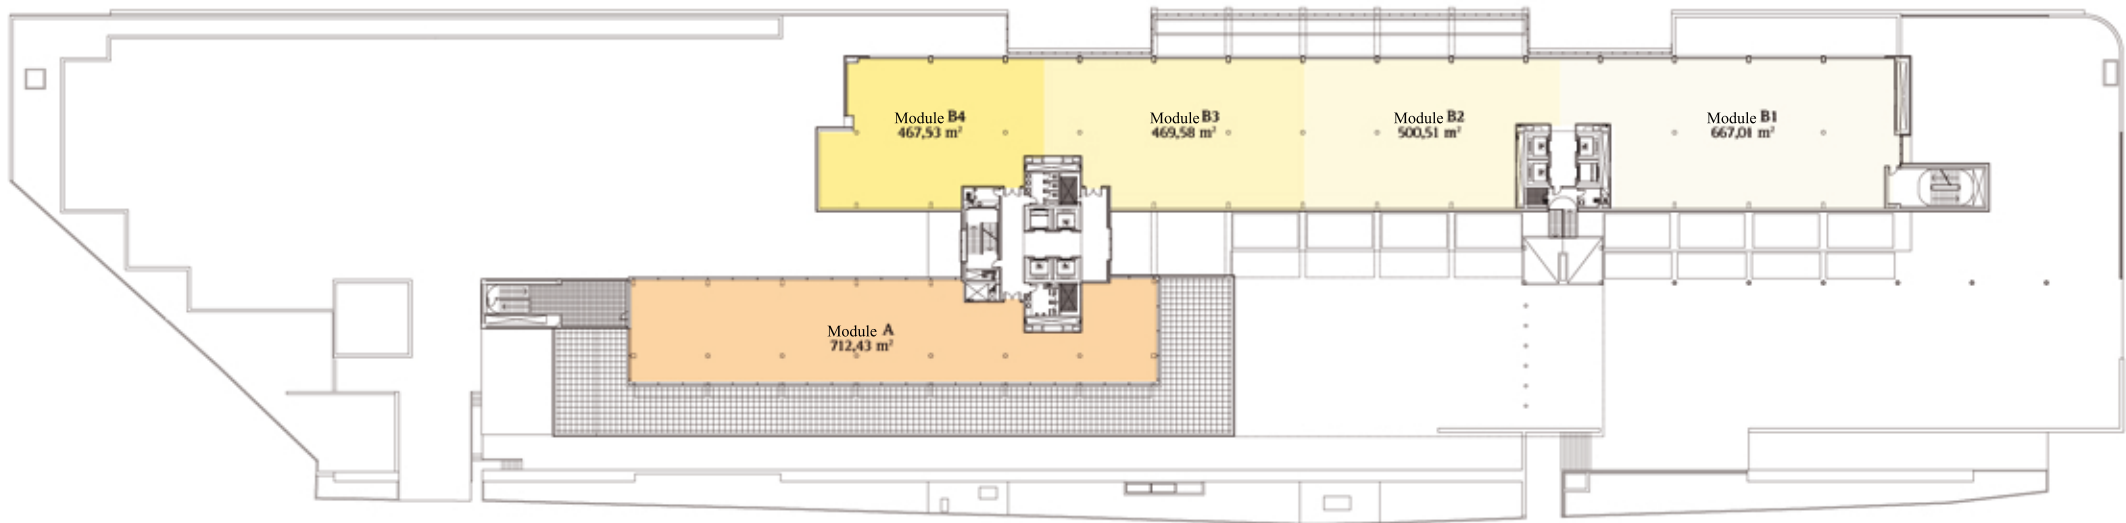 Module B4
467,53 m²
Module B3
469,58 m²
Module B2
500,51 m²
Module B1
667,01 m²
Module A
712,43 m²